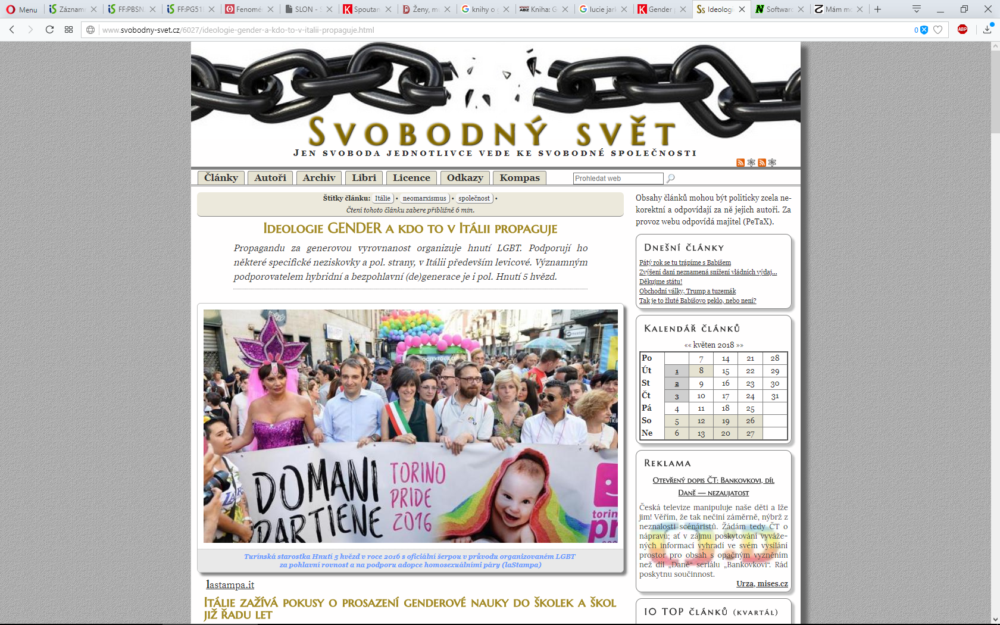 Menu
Záznam
FF:PBSN
FF:PG51
Fenomé
SLON - S
Spoutan
Ženy, m
knihy o g
Kniha: G
lucie jarl
Gender
Ideologi
Softwar
Mám mo
www.svobodny-svet.cz/6027/ideologie-gender-a-kdo-to-v-italii-propaguje.html
0
ABP
Svobodný svět
Jen svoboda jednotlivce vede ke svobodné společnosti
Články
Autoři
Archiv
Libri
Licence
Odkazy
Kompas
Prohledat web
Štítky článku: Itálie • neomarxismus • společnost •
Čtení tohoto článku zabere přibližně 6 min.
Ideologie GENDER a kdo to v Itálii propaguje
Propagandu za generovou vyrovnanost organizuje hnutí LGBT. Podporují ho
některé specifické neziskovky a pol. strany, v Itálii především levicové. Významným
podporovatelem hybridní a bezpohlavní (de)generace je i pol. Hnutí 5 hvězd.
DOMANI
PARTIENE
TORINO
PRIDE
2016
torin
pr
Turínská starostka Hnutí 5 hvězd v roce 2016 s oficiální šerpou v průvodu organizovaném LGBT
za pohlavní rovnost a na podporu adopce homosexuálními páry (laStampa)
lastampa.it
Itálie zažívá pokusy o prosazení genderové nauky do školek a škol
již řadu let
Obsahy článků mohou být politicky zcela ne-
korektní a odpovídají za ně jejich autoři. Za
provoz webu odpovídá majitel (PeTaX).
Dnešní články
Pátý rok se tu trápíme s Babišem
Zvýšení daní neznamená snížení vládních výdaj...
Děkujme státu!
Obchodní války, Trump a tuzemák
Tak je to žluté Babišovo peklo, nebo není?
Kalendář článků
«« květen 2018 »»
Po 7 14 21 28
Út 1 8 15 22 29
St 2 9 16 23 30
Čt 3 10 17 24 31
Pá 4 11 18 25
So 5 12 19 26
Ne 6 13 20 27
Reklama
Otevřený dopis ČT: Bankovkovi, díl
Daně — nezaujatost
Česká televize manipuluje naše děti a lže
jim! Věřím, že tak nečiní záměrně, nýbrž z
neznalosti scénáristů. Žádám tedy ČT o
nápravu; ať v zájmu poskytování vyváže-
ných informací vyhradí ve svém vysílání
prostor pro obsah s opačným vyzněním
než díl „Daně“ seriálu „Bankovkovi“. Rád
poskytnu součinnost.
Urza, mises.cz
10 TOP článků (kvartál)